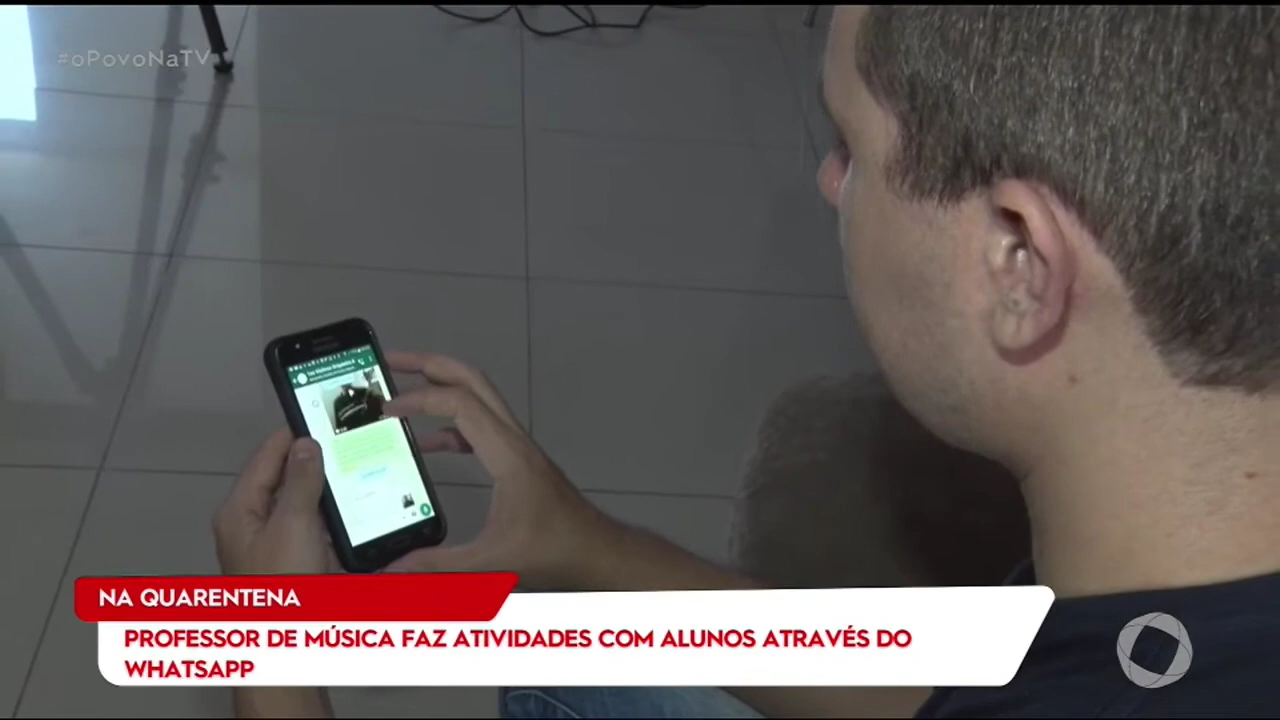 #oPovoNaTV
NA QUARENTENA
PROFESSOR DE MÚSICA FAZ ATIVIDADES COM ALUNOS ATRAVÉS DO
WHATSAPP